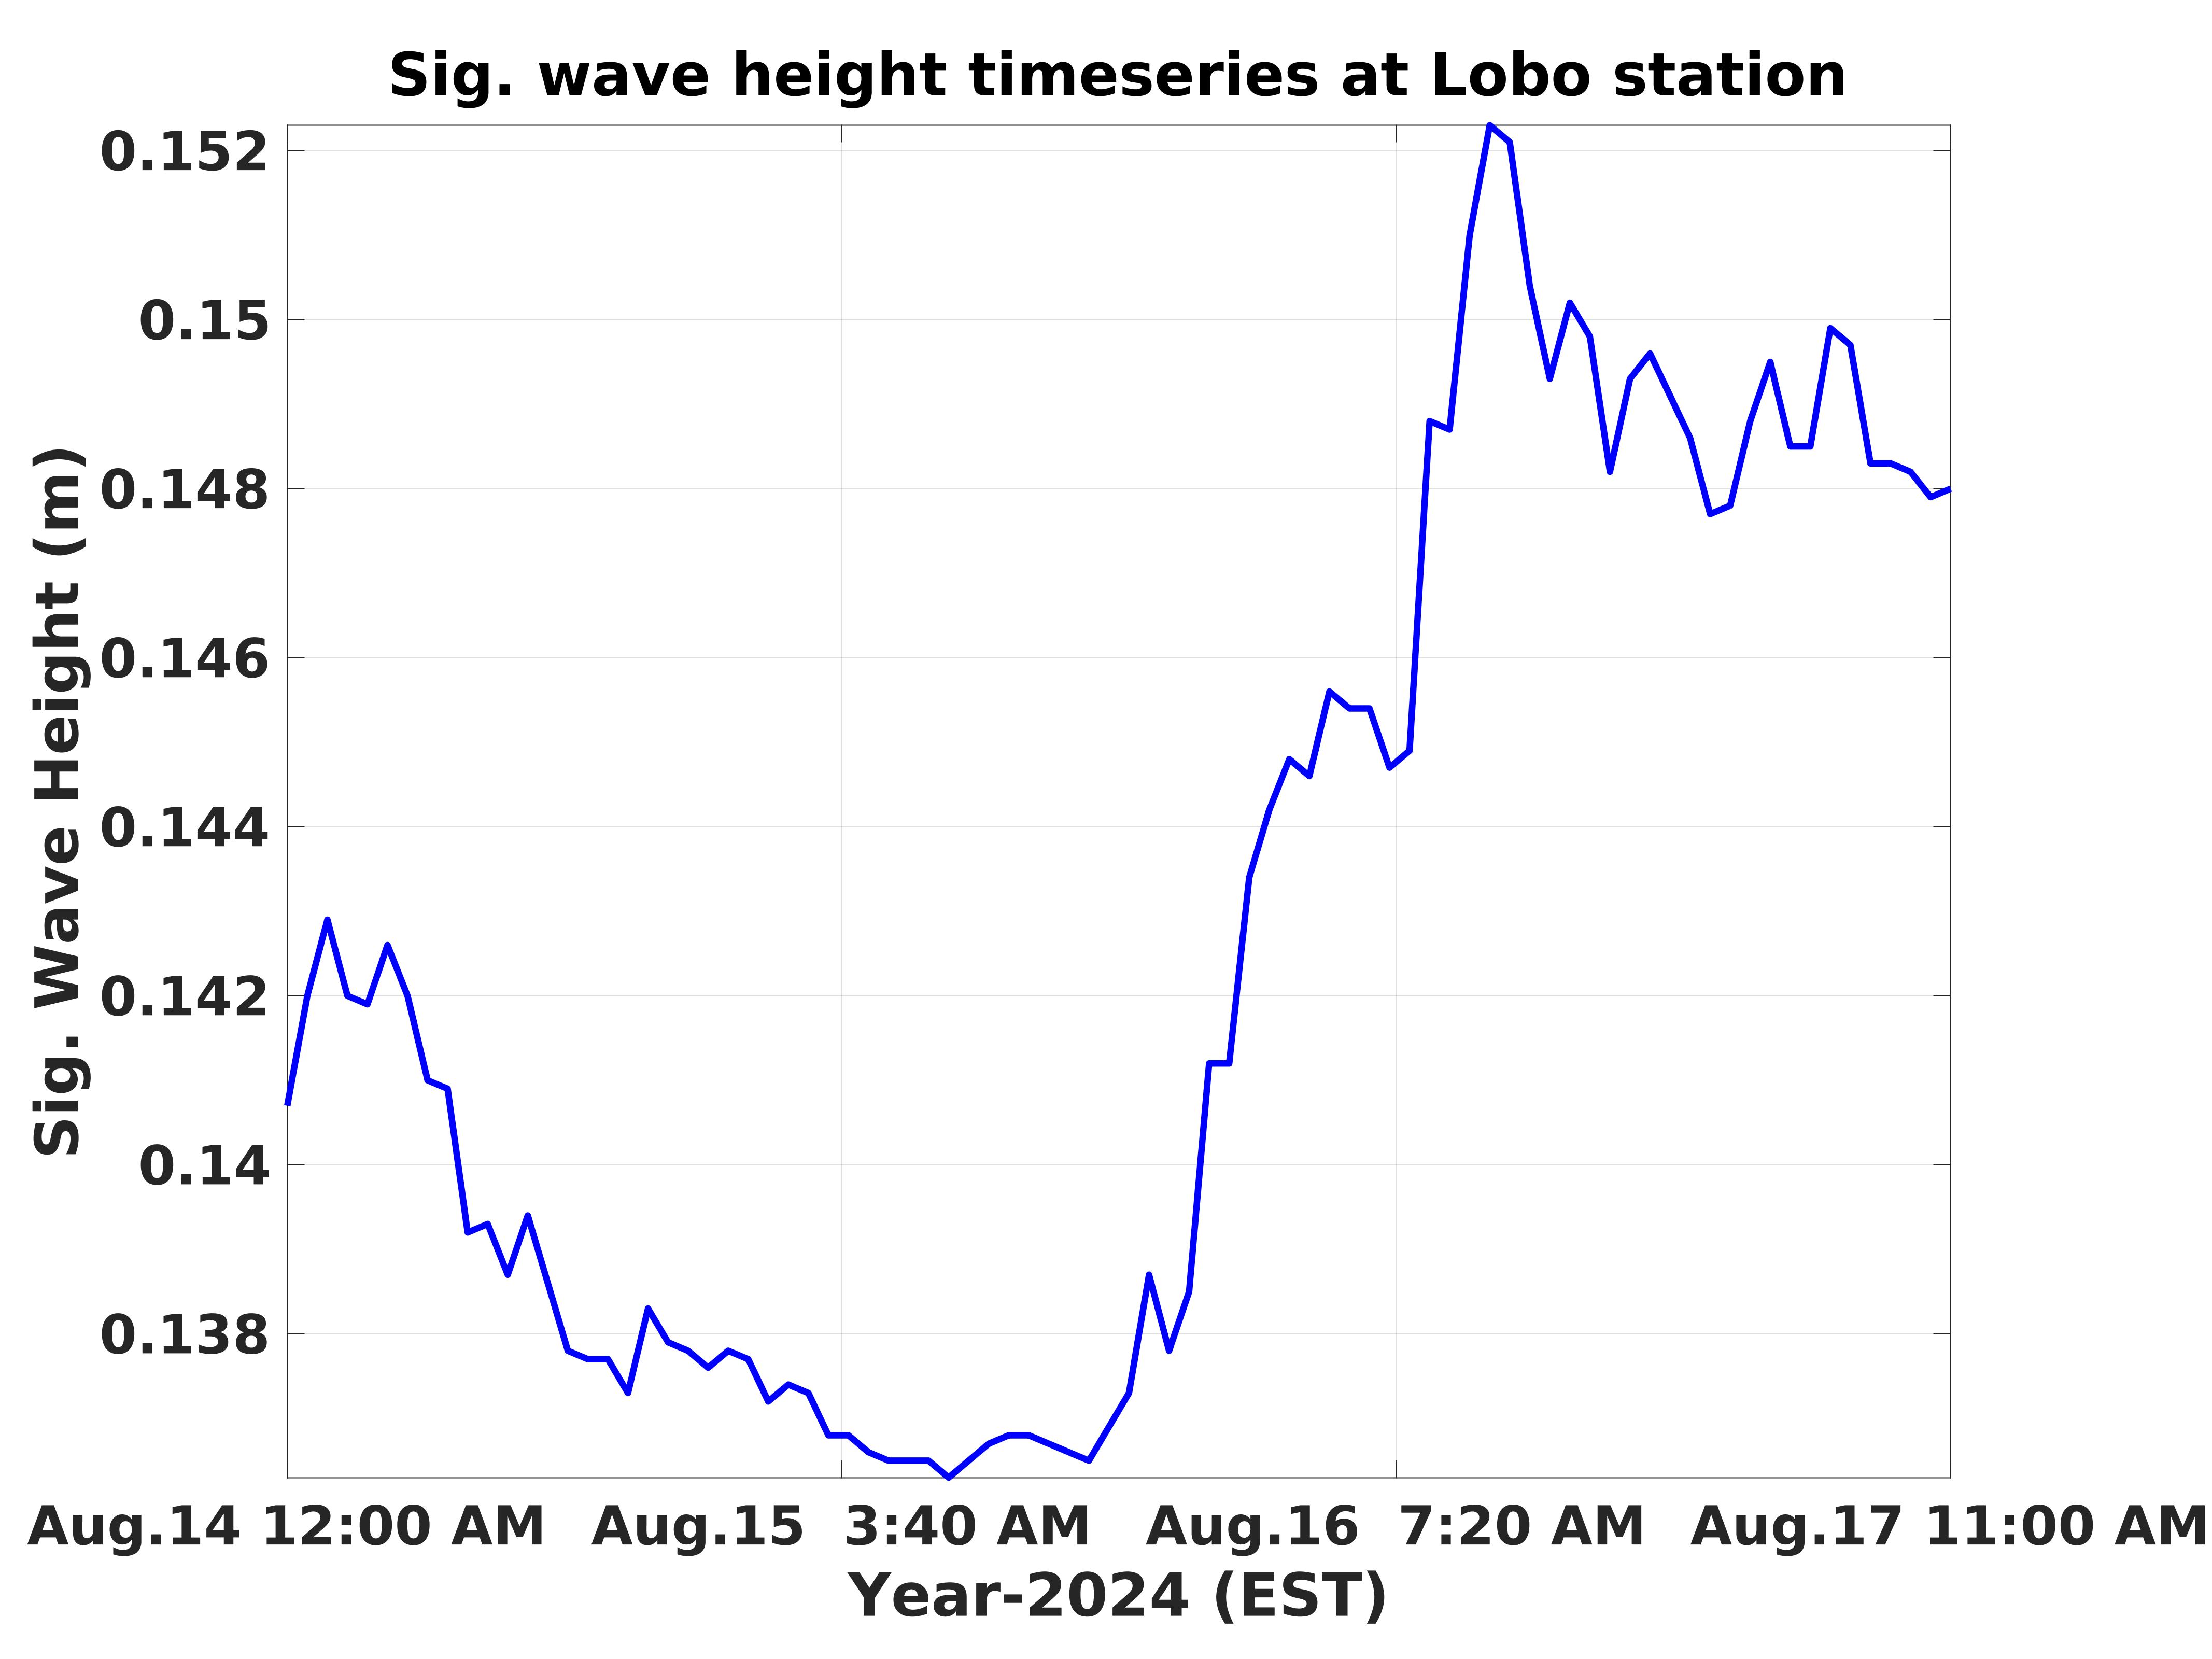 Sig. wave height timeseries at Lobo station
Sig. Wave Height (m)
0.152
0.15
0.148
0.146
0.144
0.142
0.14
0.138
Aug.14 12:00 AM Aug.15 3:40 AM Aug.16 7:20 AM Aug.17 11:00 AM
Year-2024 (EST)